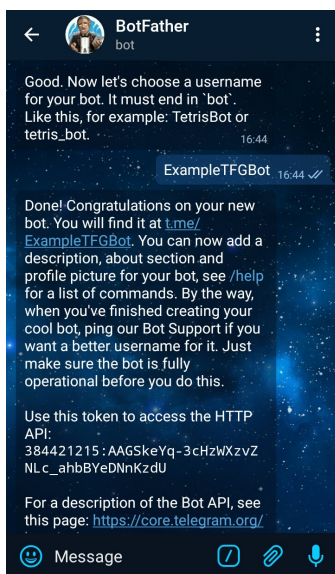 BotFather
bot
Good. Now let's choose a username
for your bot. It must end in `bot`.
Like this, for example: TetrisBot or
tetris_bot.
16:44
ExampleTFGBot 16:44
Done! Congratulations on your new
bot. You will find it at t.me/
ExampleTFGBot. You can now add a
description, about section and
profile picture for your bot, see /help
for a list of commands. By the way,
when you've finished creating your
cool bot, ping our Bot Support if you
want a better username for it. Just
make sure the bot is fully
operational before you do this.
Use this token to access the HTTP
API:
384421215:AAGSkeYq-3cHzWXzvZ
NLc_ahbBYeDNnKzdU
For a description of the Bot API, see
this page: https://core.telegram.org/
Message